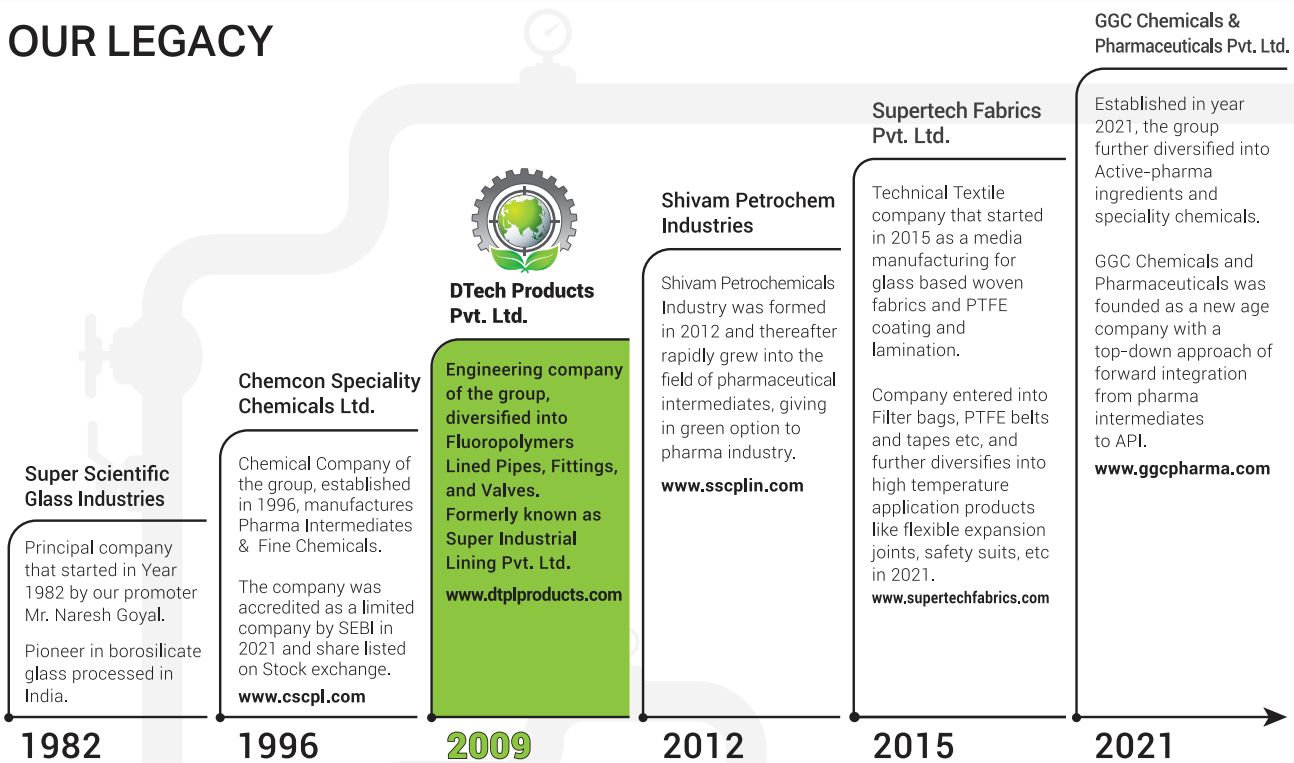 OUR LEGACY
Super Scientific
Glass Industries
Principal company
that started in Year
1982 by our promoter
Mr. Naresh Goyal.
Pioneer in borosilicate
glass processed in
India.
1982
Chemcon Speciality
Chemicals Ltd.
Chemical Company of
the group, established
in 1996, manufactures
Pharma Intermediates
& Fine Chemicals.
The company was
accredited as a limited
company by SEBI in
2021 and share listed
on Stock exchange.
www.cscpl.com
1996
DTech Products
Pvt. Ltd.
Engineering company
of the group,
diversified into
Fluoropolymers
Lined Pipes, Fittings,
and Valves.
Formerly known as
Super Industrial
Lining Pvt. Ltd.
www.dtplproducts.com
2009
Shivam Petrochem
Industries
Shivam Petrochemicals
Industry was formed
in 2012 and thereafter
rapidly grew into the
field of pharmaceutical
intermediates, giving
in green option to
pharma industry.
www.sscplin.com
2012
Supertech Fabrics
Pvt. Ltd.
Technical Textile
company that started
in 2015 as a media
manufacturing for
glass based woven
fabrics and PTFE
coating and
lamination.
Company entered into
Filter bags, PTFE belts
and tapes etc, and
further diversifies into
high temperature
application products
like flexible expansion
joints, safety suits, etc
in 2021.
www.supertechfabrics.com
2015
GGC Chemicals &
Pharmaceuticals Pvt. Ltd.
Established in year
2021, the group
further diversified into
Active-pharma
ingredients and
speciality chemicals.
GGC Chemicals and
Pharmaceuticals was
founded as a new age
company with a
top-down approach of
forward integration
from pharma
intermediates
to API.
www.ggcpharma.com
2021